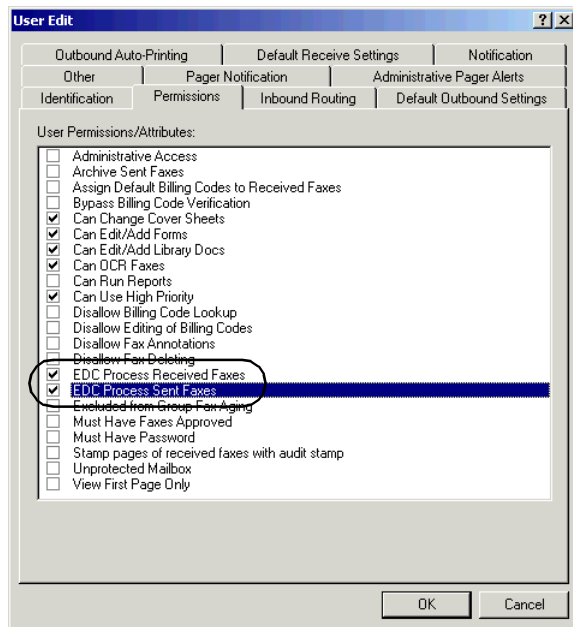 User Edit
Outbound Auto-Printing Default Receive Settings Notification
Other Pager Notification Administrative Pager Alerts
Identification Permissions Inbound Routing Default Outbound Settings
User Permissions/Attributes:
Administrative Access
Archive Sent Faxes
Assign Default Billing Codes to Received Faxes
Bypass Billing Code Verification
Can Change Cover Sheets
Can Edit/Add Forms
Can Edit/Add Library Docs
Can OCR Faxes
Can Run Reports
Can Use High Priority
Disallow Billing Code Lookup
Disallow Editing of Billing Codes
Disallow Fax Annotations
Disallow Fax Deleting
EDC Process Received Faxes
EDC Process Sent Faxes
Excluded from Group Fax Aging
Must Have Faxes Approved
Must Have Password
Stamp pages of received faxes with audit stamp
Unprotected Mailbox
View First Page Only
OK Cancel